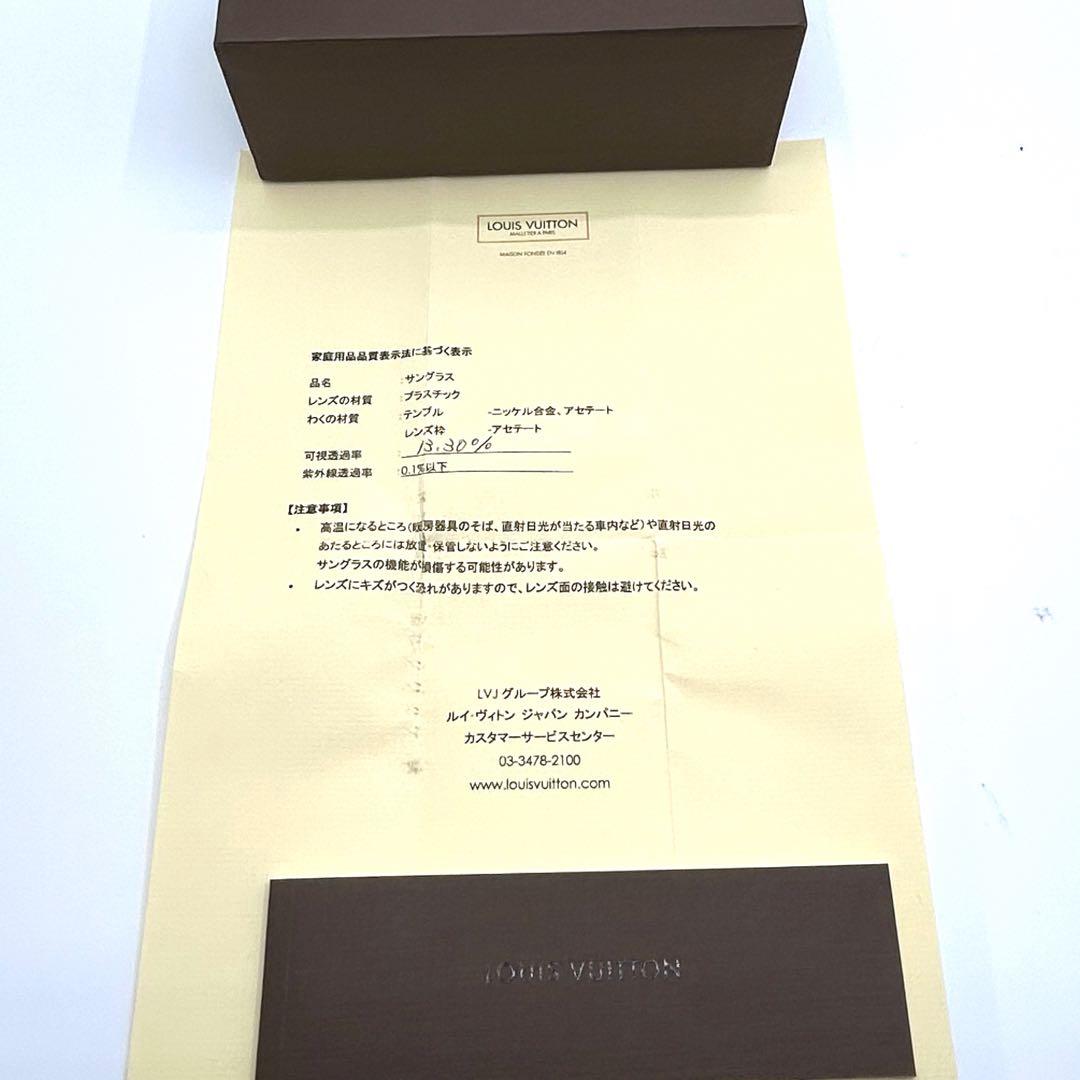 LOUIS VUITTON
MALLETIER A PARIS
MAISON FONDÉE EN 1854
家庭用品品質表示法に基づく表示
品名 :サングラス
レンズの材質 :プラスチック
わくの材質 :テンプル -ニッケル合金、アセテート
レンズ枠 -アセテート
可視透過率 : 13.30%
紫外線透過率 :0.1%以下
【注意事項】
・ 高温になるところ(暖房器具のそば、直射日光が当たる車内など)や直射日光の
あたるところには放置・保管しないようにご注意ください。
サングラスの機能が損傷する可能性があります。
・ レンズにキズがつく恐れがありますので、レンズ面の接触は避けてください。
LVJ グループ株式会社
ルイ・ヴィトン ジャパン カンパニー
カスタマーサービスセンター
03-3478-2100
www.louisvuitton.com
LOUIS VUITTON